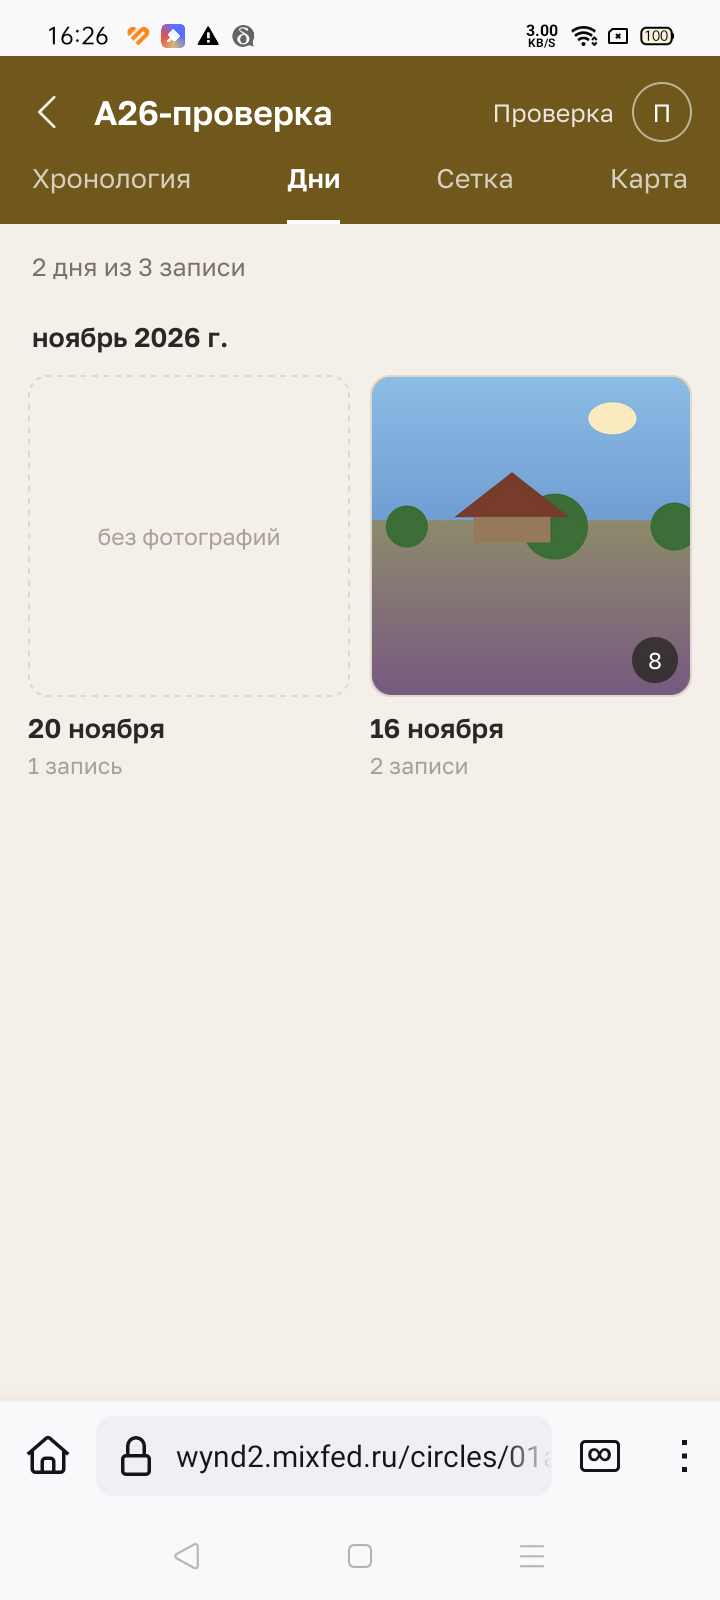 16:26
3.00
KB/S
100
А26-проверка
Проверка
П
Хронология
Дни
Сетка
Карта
2 дня из 3 записи
ноябрь 2026 г.
без фотографий
8
20 ноября
16 ноября
1 запись
2 записи
wynd2.mixfed.ru/circles/01a